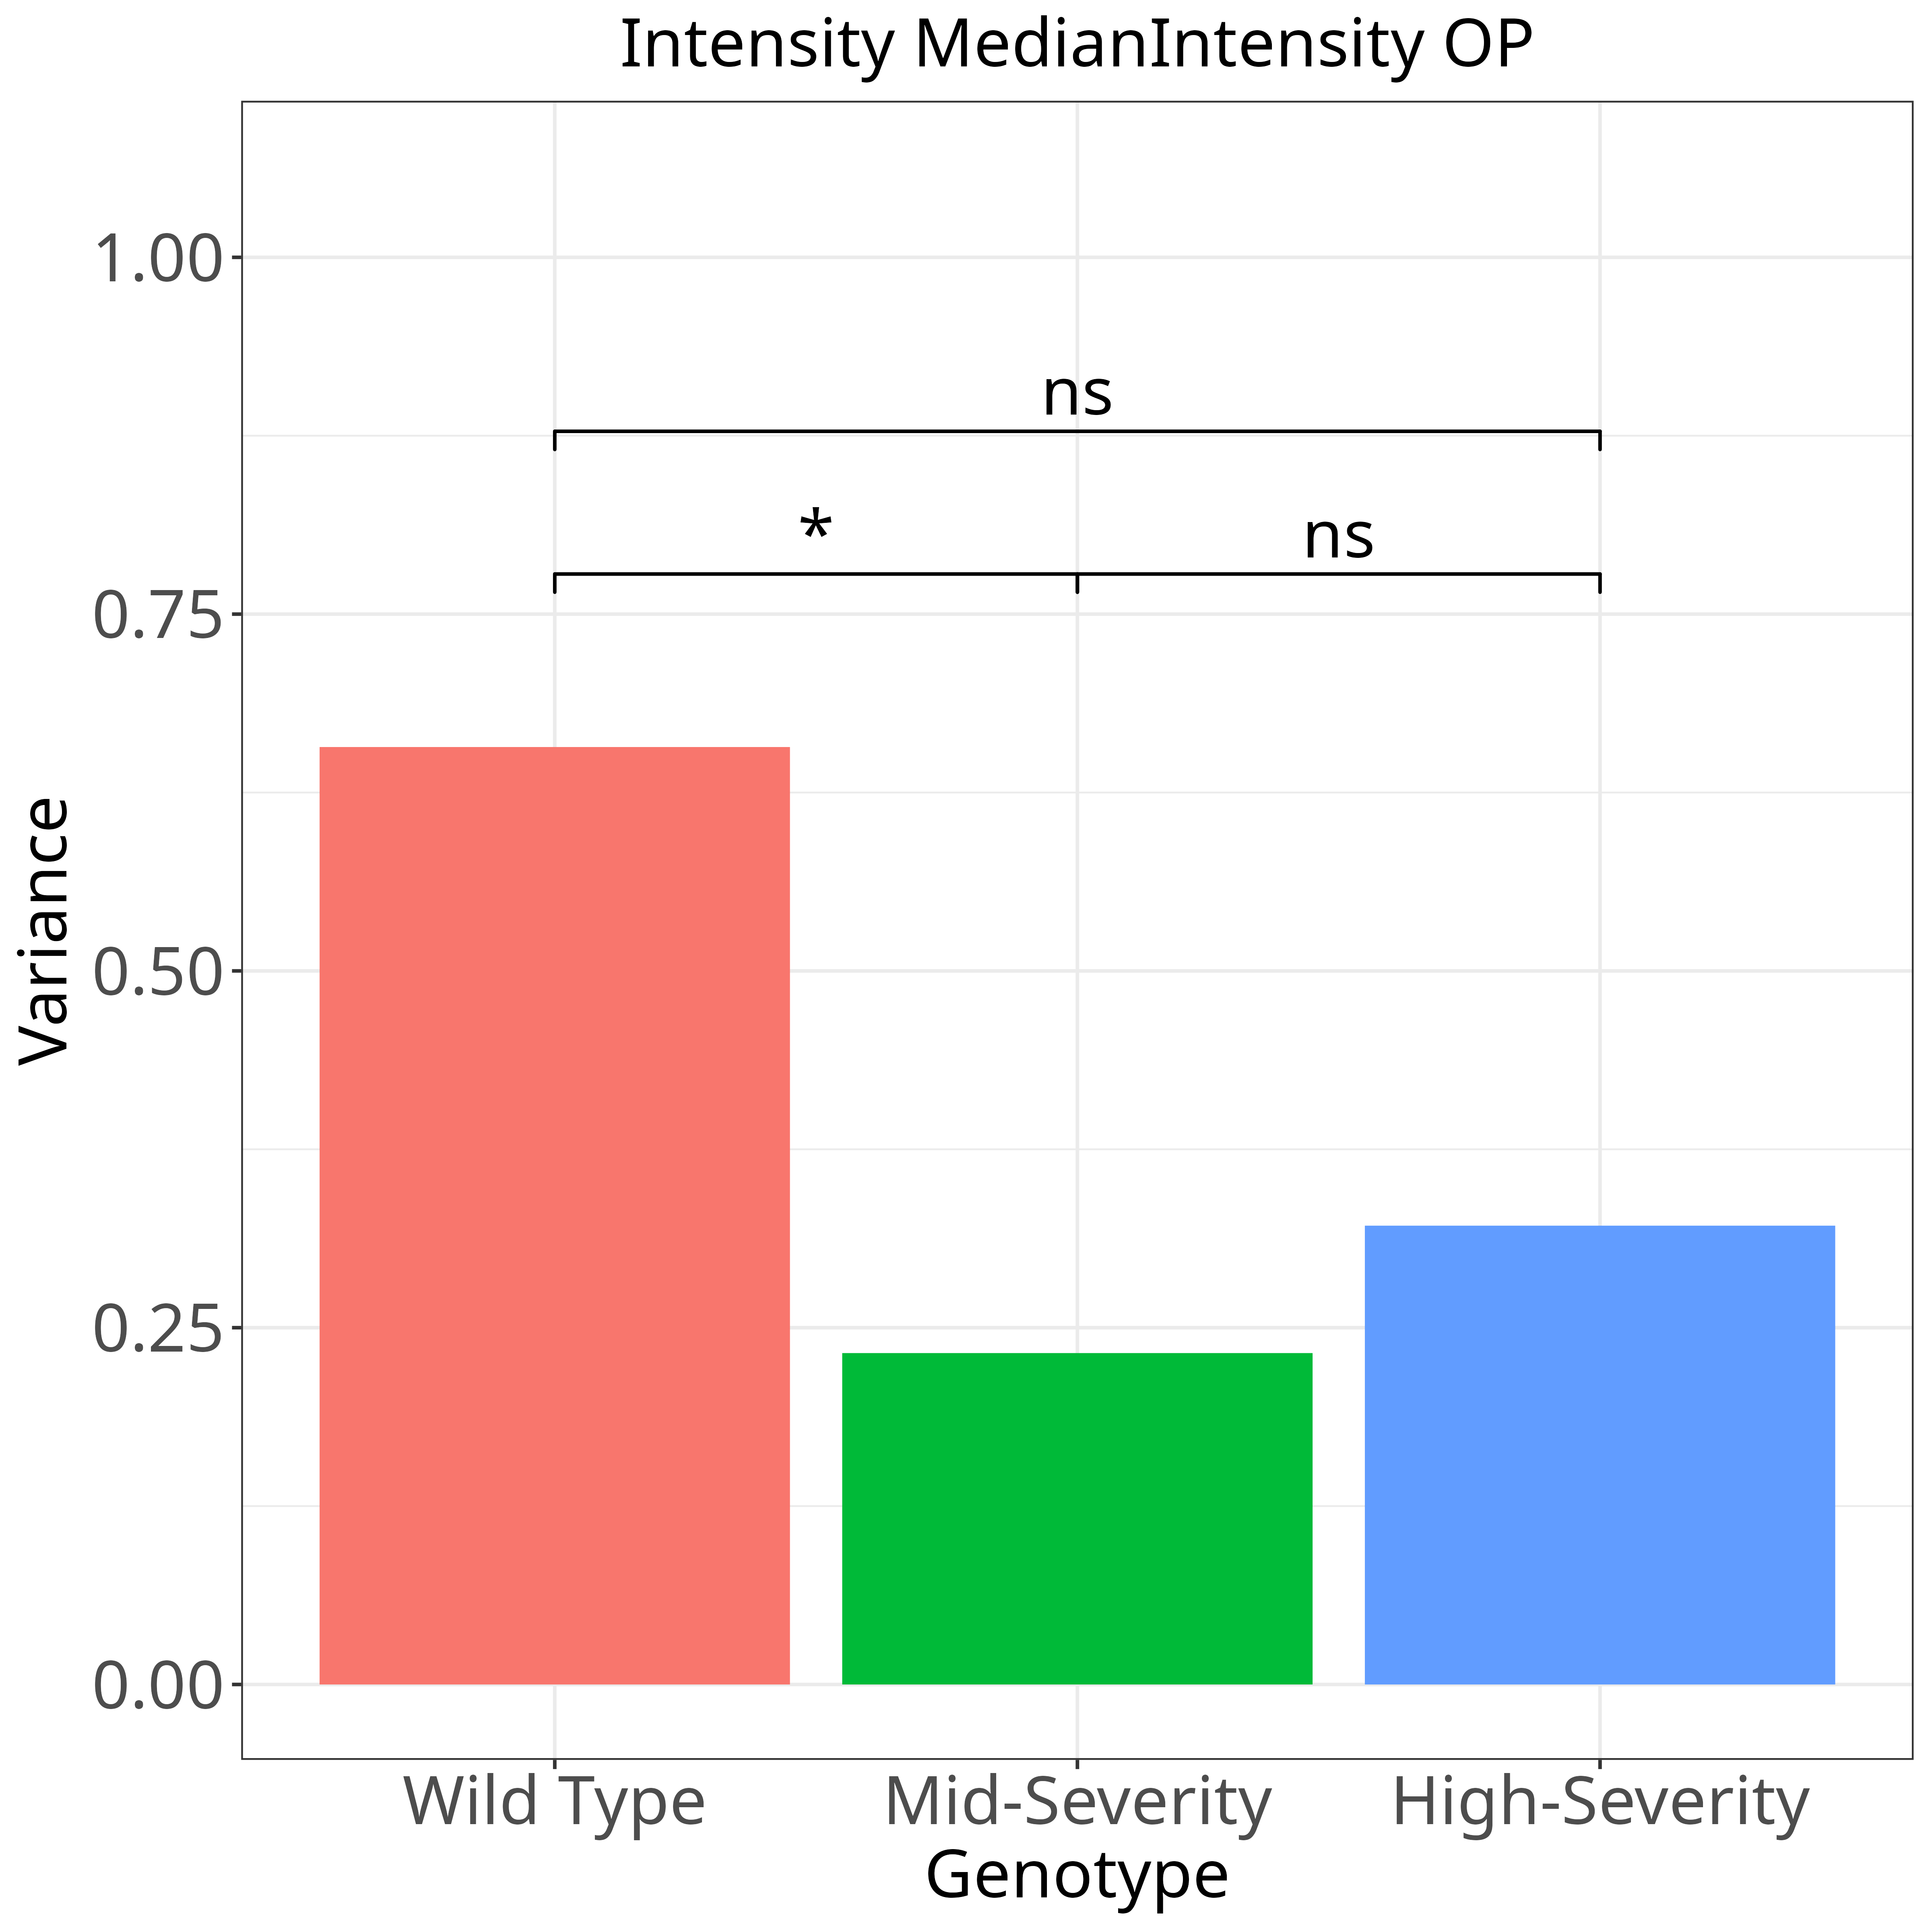 Intensity MedianIntensity OP
1.00
ns
*
ns
0.75
Variance
0.50
0.25
0.00
Wild Type
Mid-Severity
High-Severity
Genotype